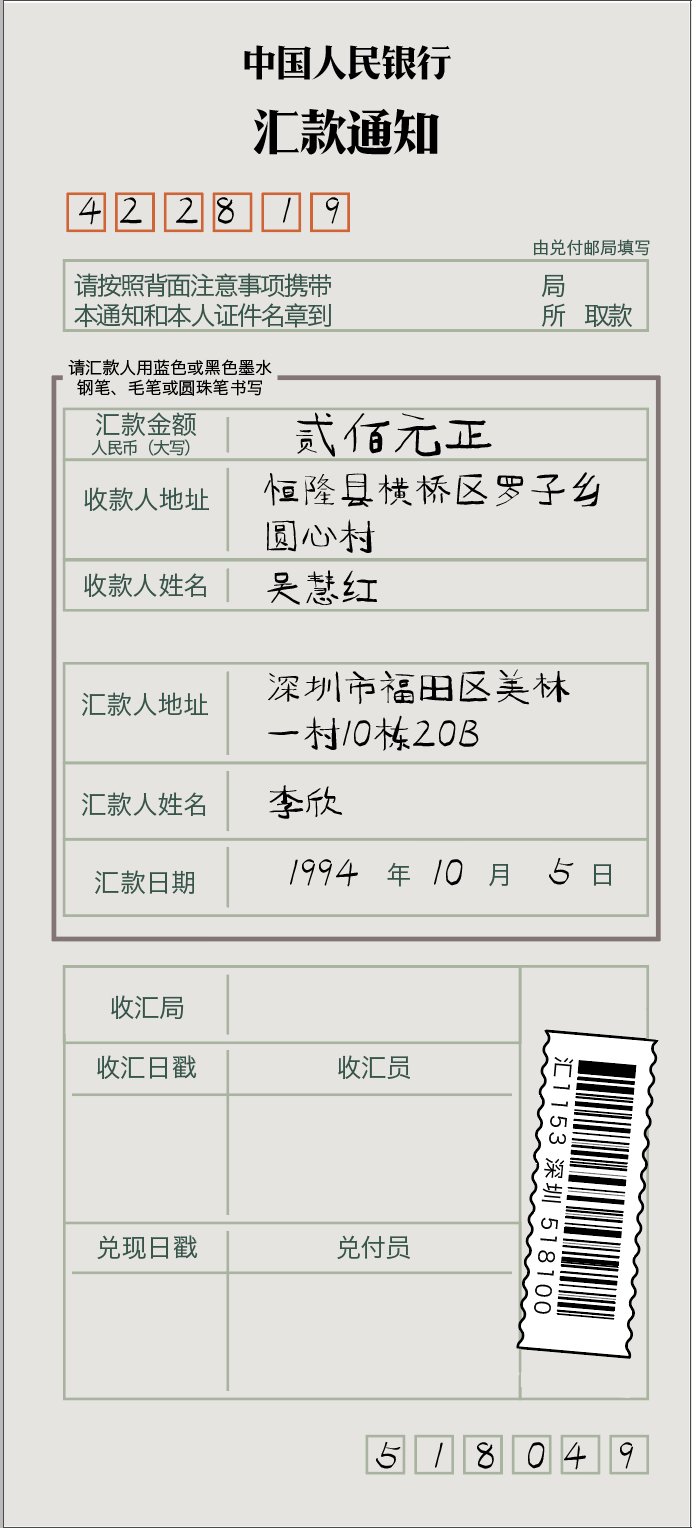 中国人民银行
汇款通知
4 2 2 8 1 9
由兑付邮局填写
请按照背面注意事项携带 局
本通知和本人证件名章到 所 取款
请汇款人用蓝色或黑色墨水
钢笔、毛笔或圆珠笔书写
汇款金额 贰佰元正
人民币（大写）
收款人地址 恒隆县横桥区罗子乡
圆心村
收款人姓名 吴慧红
汇款人地址 深圳市福田区美林
一村10栋20B
汇款人姓名 李欣
汇款日期 1994 年 10 月 5 日
收汇局
收汇日戳 收汇员
兑现日戳 兑付员
汇1153 深圳 518100
5 1 8 0 4 9